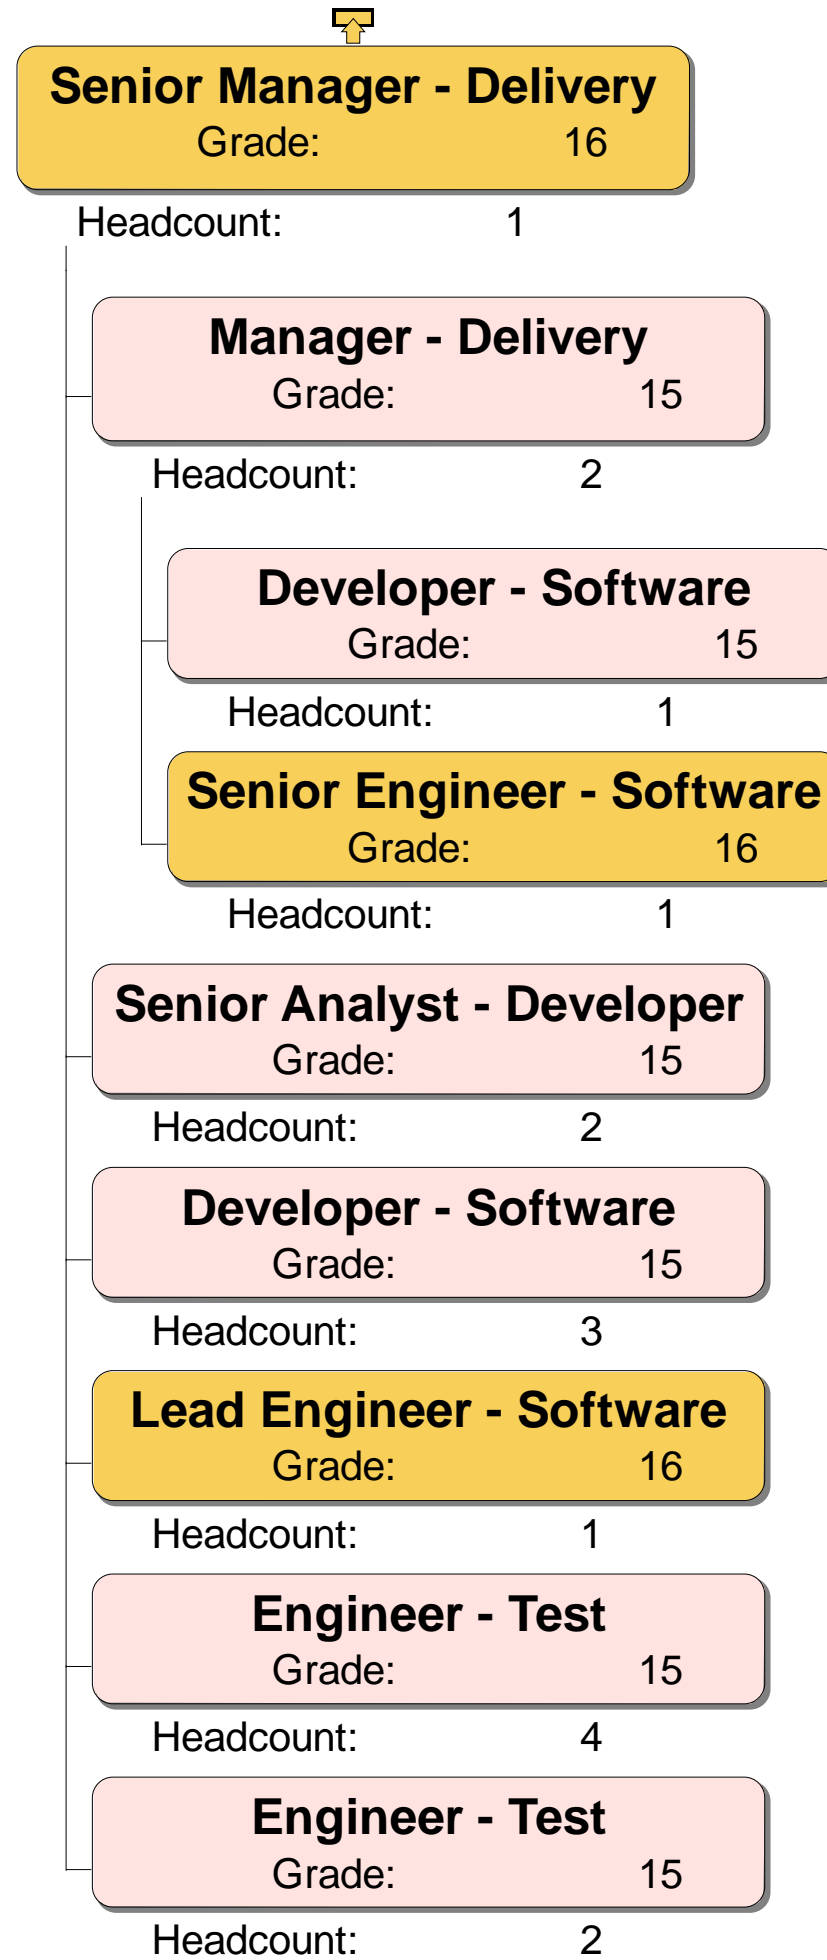 Senior Manager - Delivery
Grade: 16
Headcount: 1
Manager - Delivery
Grade: 15
Headcount: 2
Developer - Software
Grade: 15
Headcount: 1
Senior Engineer - Software
Grade: 16
Headcount: 1
Senior Analyst - Developer
Grade: 15
Headcount: 2
Developer - Software
Grade: 15
Headcount: 3
Lead Engineer - Software
Grade: 16
Headcount: 1
Engineer - Test
Grade: 15
Headcount: 4
Engineer - Test
Grade: 15
Headcount: 2